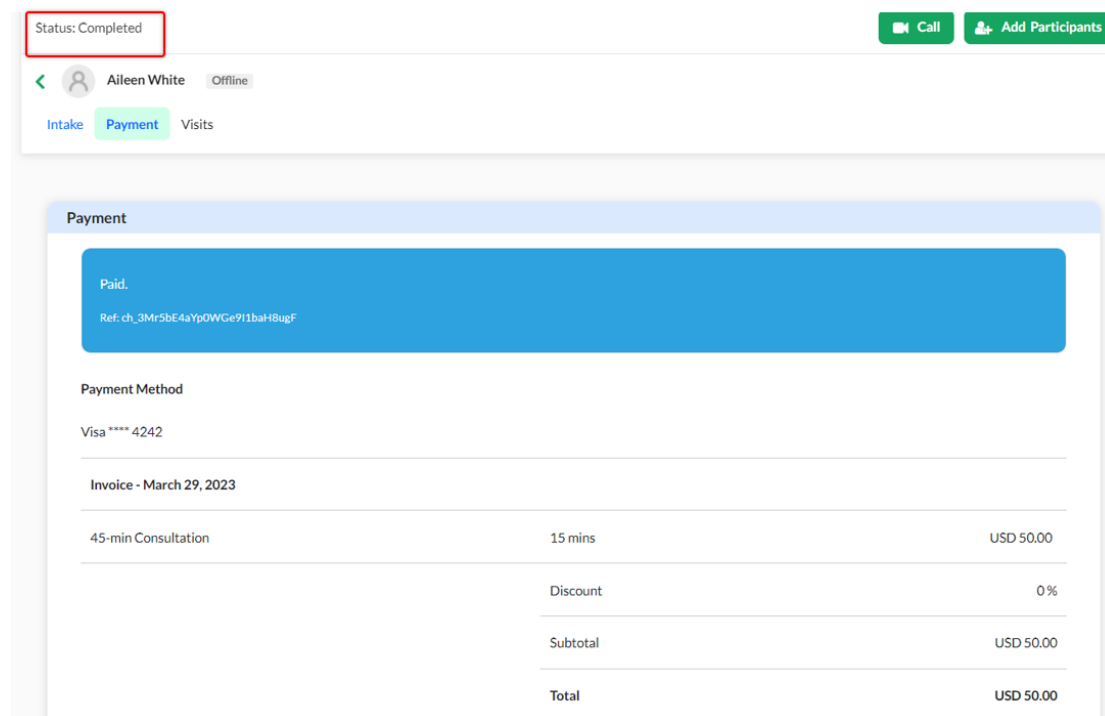 Status: Completed
Call
Add Participants
Aileen White
Offline
Intake Payment Visits
Payment
Paid.
Ref: ch_3Mr5bE4aYp0WGe9I1baH8ugF
Payment Method
Visa **** 4242
Invoice - March 29, 2023
45-min Consultation 15 mins USD 50.00
Discount 0 %
Subtotal USD 50.00
Total USD 50.00